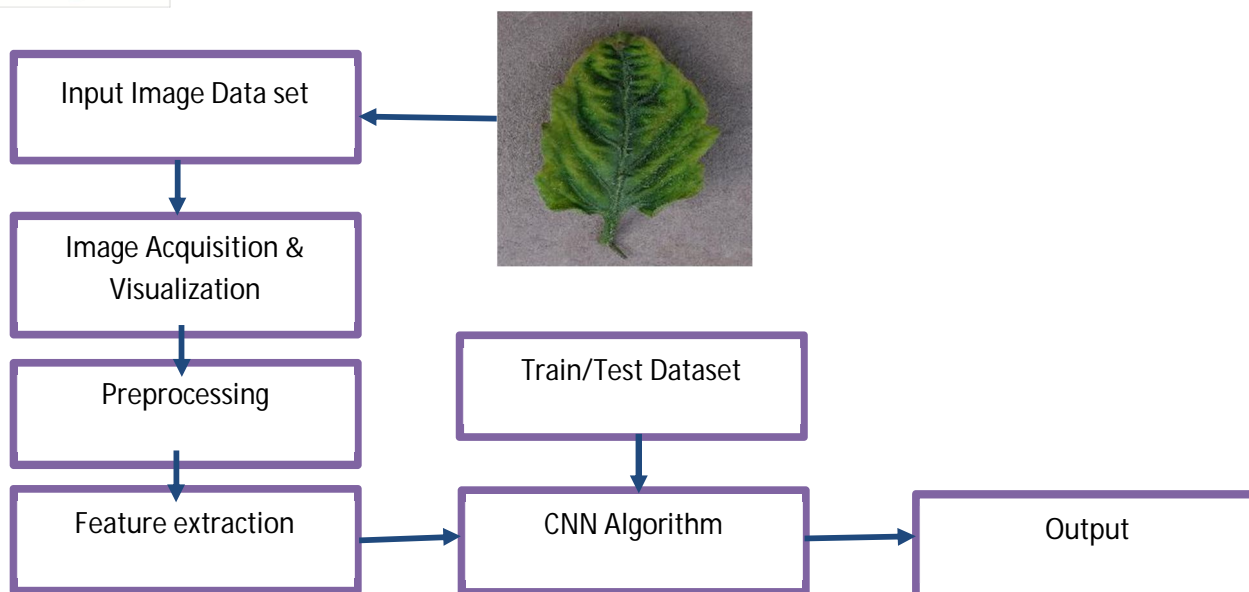 Input Image Data set
Image Acquisition &
Visualization
Preprocessing
Train/Test Dataset
Feature extraction
CNN Algorithm
Output